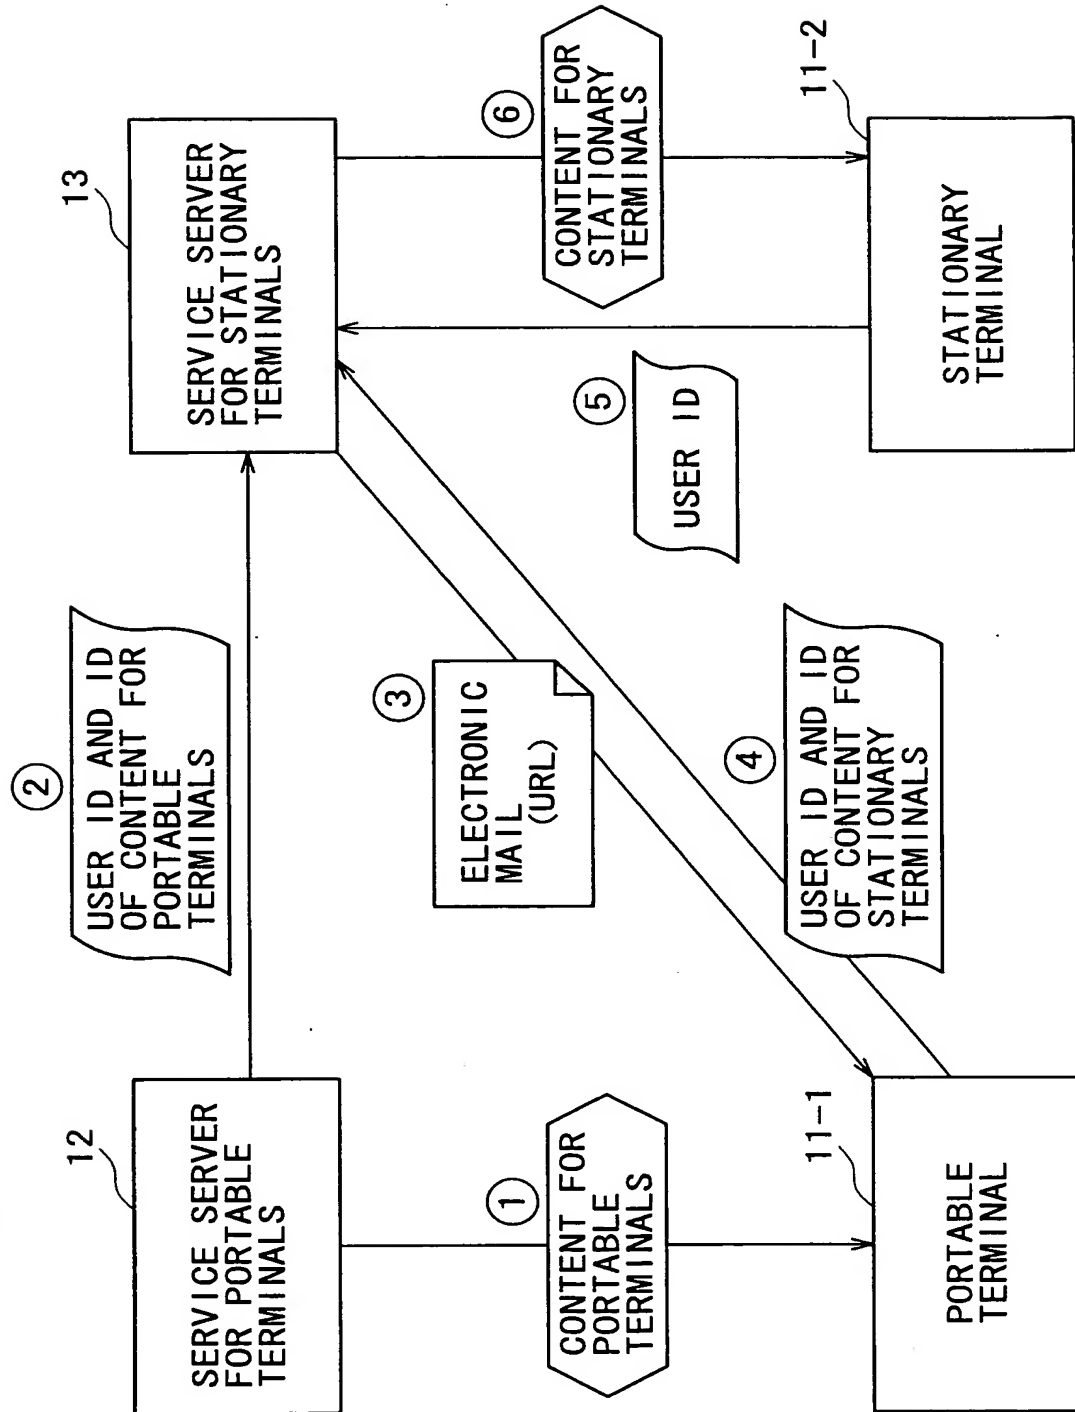 12
SERVICE SERVER
FOR PORTABLE
TERMINALS
2
USER ID AND ID
OF CONTENT FOR
PORTABLE
TERMINALS
13
SERVICE SERVER
FOR STATIONARY
TERMINALS
1
CONTENT FOR
PORTABLE
TERMINALS
3
ELECTRONIC
MAIL
(URL)
4
USER ID AND ID
OF CONTENT FOR
STATIONARY
TERMINALS
5
USER ID
6
CONTENT FOR
STATIONARY
TERMINALS
11-1
PORTABLE
TERMINAL
11-2
STATIONARY
TERMINAL